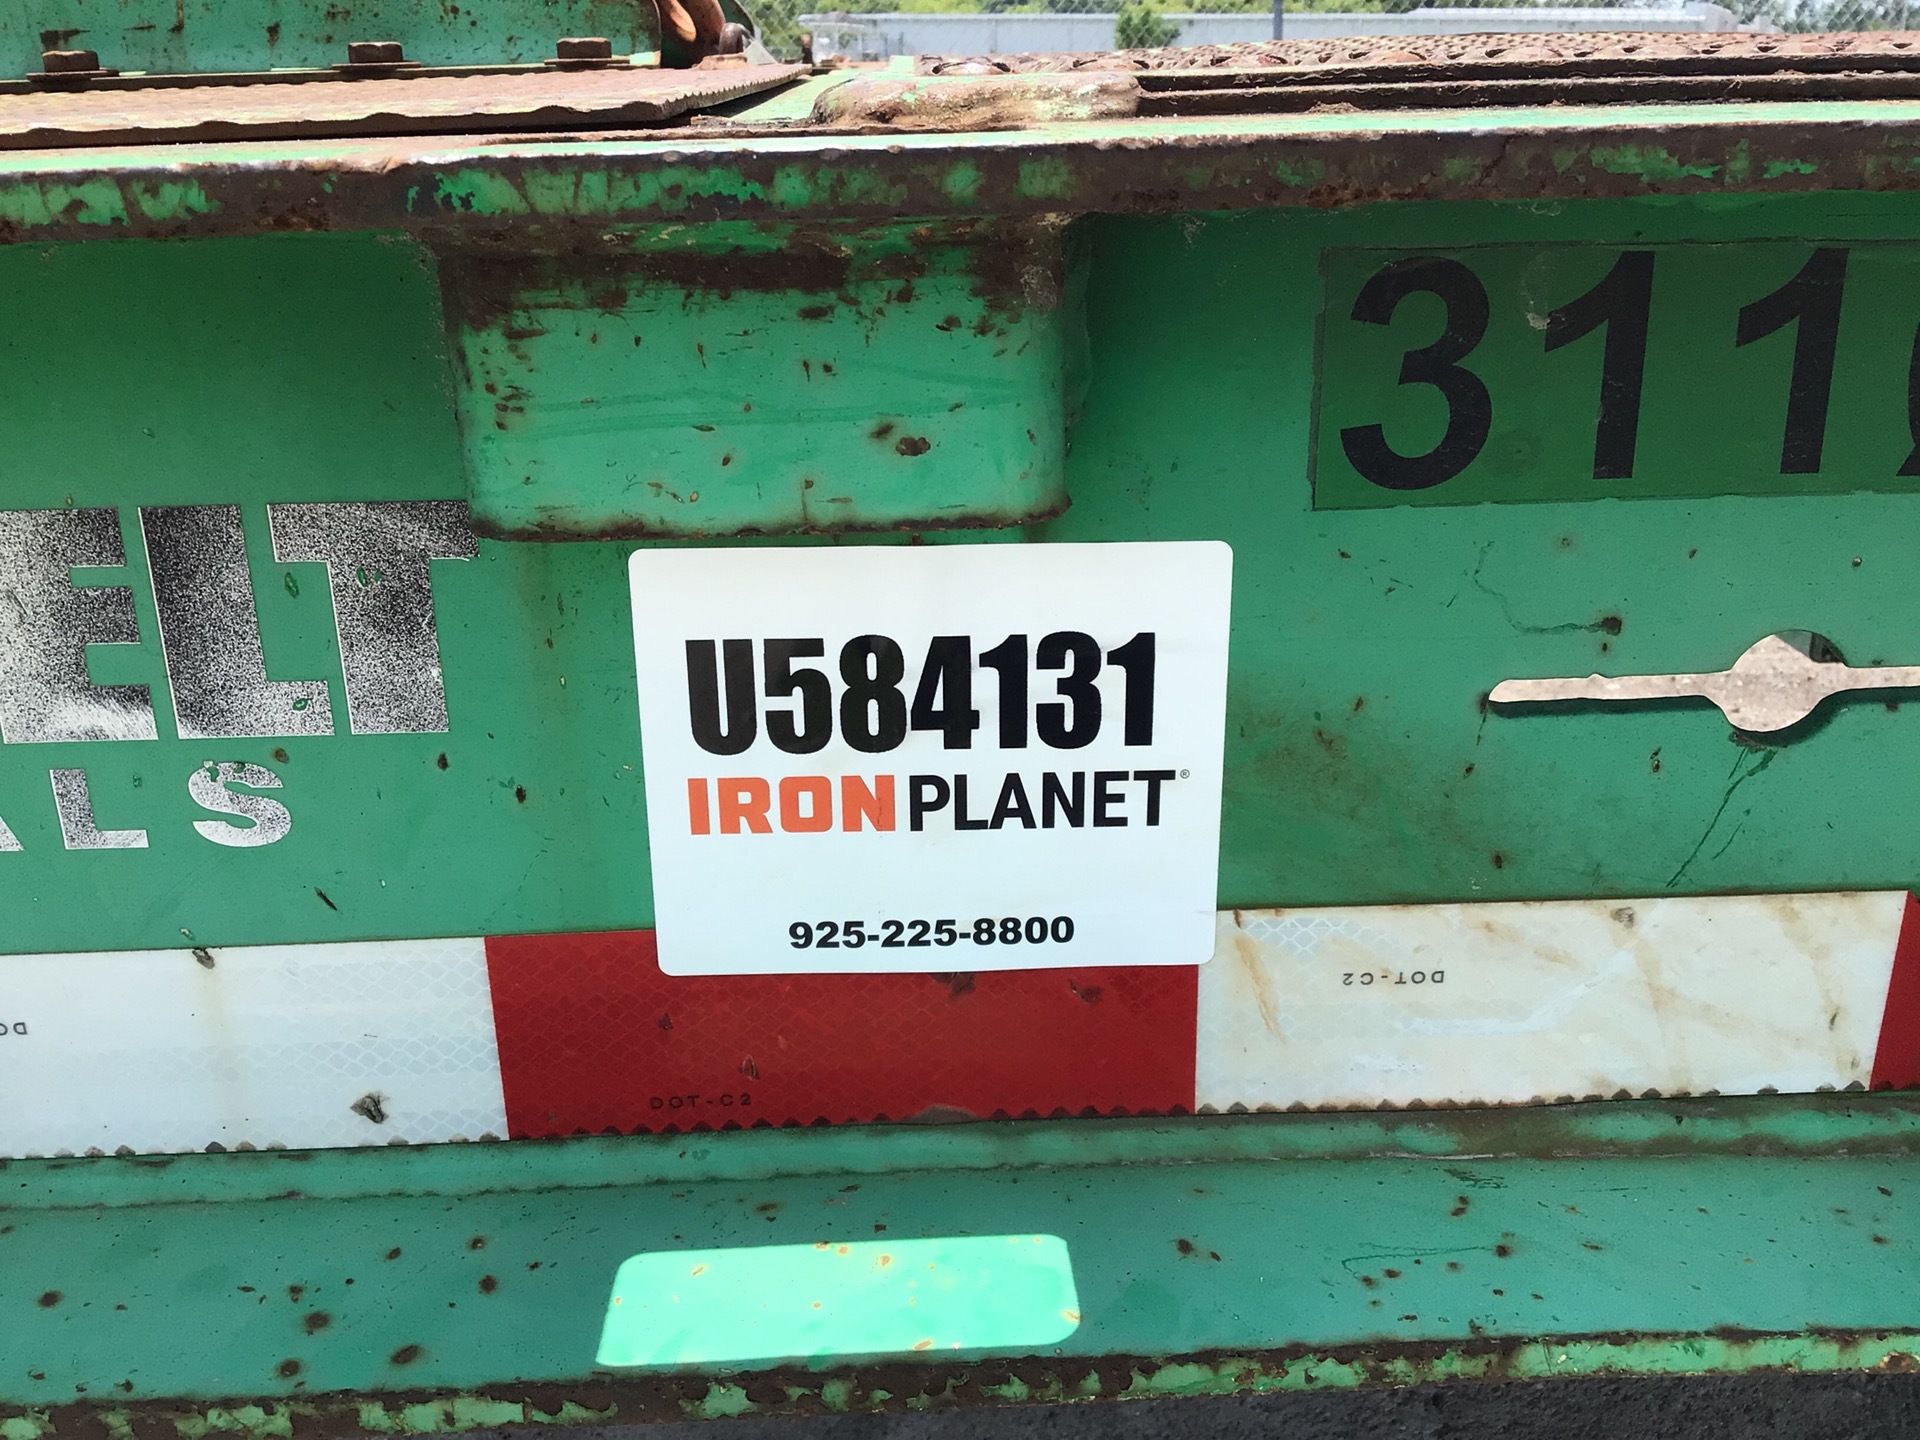 311
ELT
ALS
U584131
IRONPLANET®
925-225-8800
DOT-C2
DOT-C2